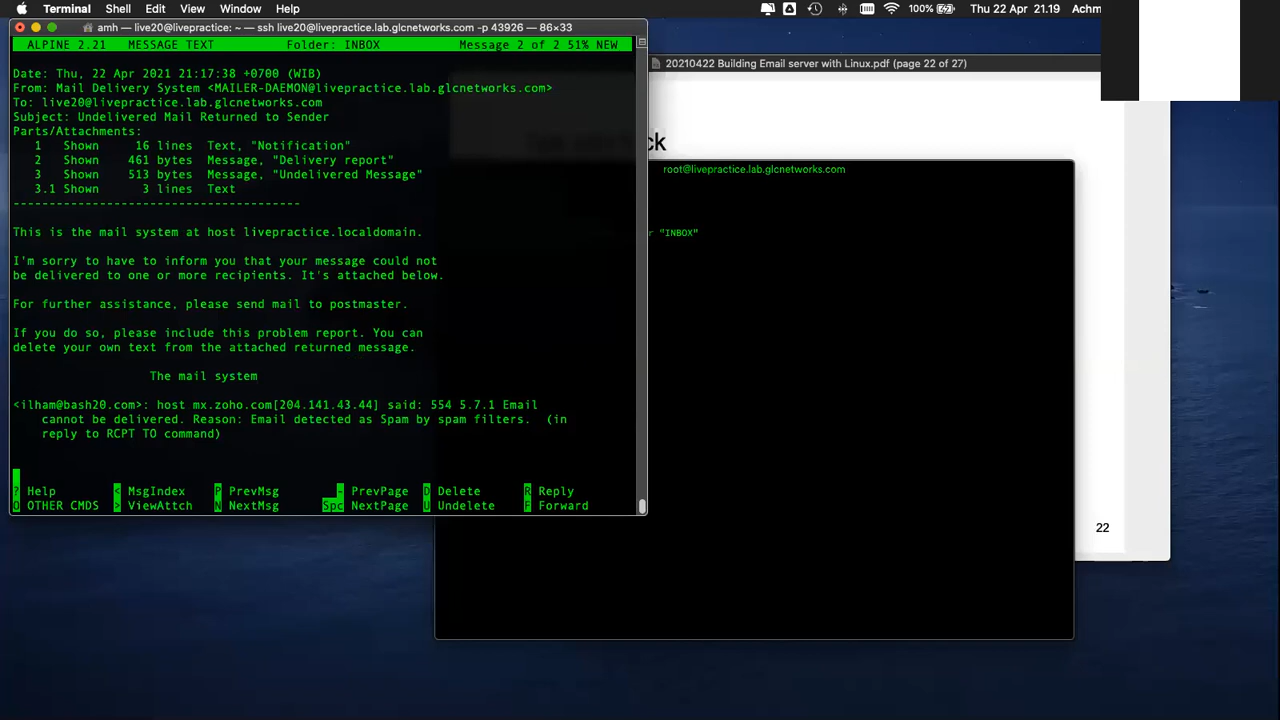 Terminal Shell Edit View Window Help 100% Thu 22 Apr 21.19 Achm
amh — live20@livepractice: ~ — ssh live20@livepractice.lab.glcnetworks.com -p 43926 — 86×33
ALPINE 2.21 MESSAGE TEXT Folder: INBOX Message 2 of 2 51% NEW
Date: Thu, 22 Apr 2021 21:17:38 +0700 (WIB)
From: Mail Delivery System <MAILER-DAEMON@livepractice.lab.glcnetworks.com>
To: live20@livepractice.lab.glcnetworks.com
Subject: Undelivered Mail Returned to Sender
Parts/Attachments:
1 Shown 16 lines Text, "Notification"
2 Shown 461 bytes Message, "Delivery report"
3 Shown 513 bytes Message, "Undelivered Message"
3.1 Shown 3 lines Text
----------------------------------------
This is the mail system at host livepractice.localdomain.
I'm sorry to have to inform you that your message could not
be delivered to one or more recipients. It's attached below.
For further assistance, please send mail to postmaster.
If you do so, please include this problem report. You can
delete your own text from the attached returned message.
The mail system
<ilham@bash20.com>: host mx.zoho.com[204.141.43.44] said: 554 5.7.1 Email
cannot be delivered. Reason: Email detected as Spam by spam filters. (in
reply to RCPT TO command)
? Help < MsgIndex P PrevMsg - PrevPage D Delete R Reply
O OTHER CMDS > ViewAttch N NextMsg Spc NextPage U Undelete F Forward
20210422 Building Email server with Linux.pdf (page 22 of 27)
ck
root@livepractice.lab.glcnetworks.com
r "INBOX"
22